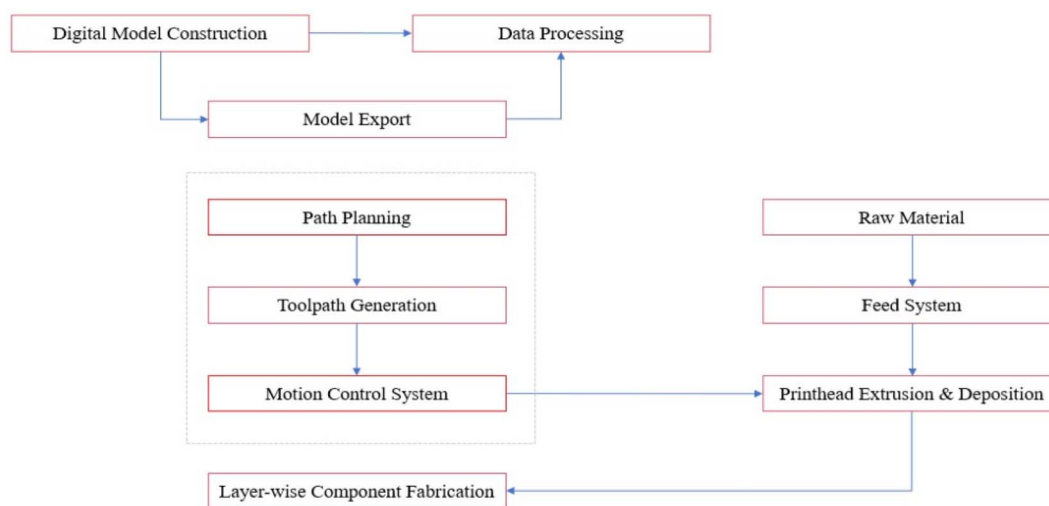 Digital Model Construction
Data Processing
Model Export
Path Planning
Raw Material
Toolpath Generation
Feed System
Motion Control System
Printhead Extrusion & Deposition
Layer-wise Component Fabrication